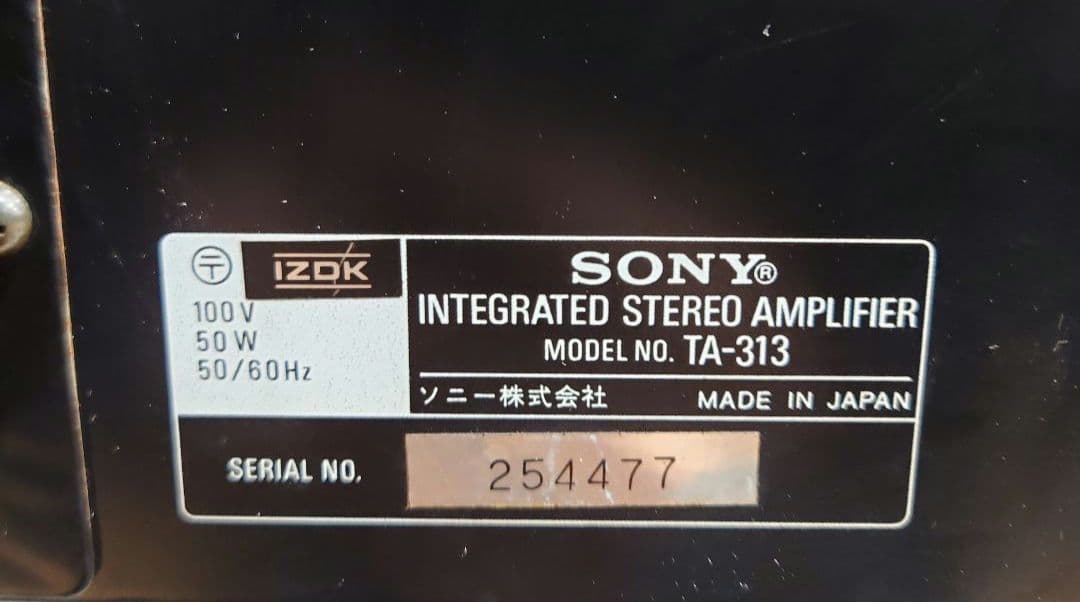 〒 IZDK
100V
50W
50/60Hz
SONY®
INTEGRATED STEREO AMPLIFIER
MODEL NO. TA-313
ソニー株式会社 MADE IN JAPAN
SERIAL NO. 254477